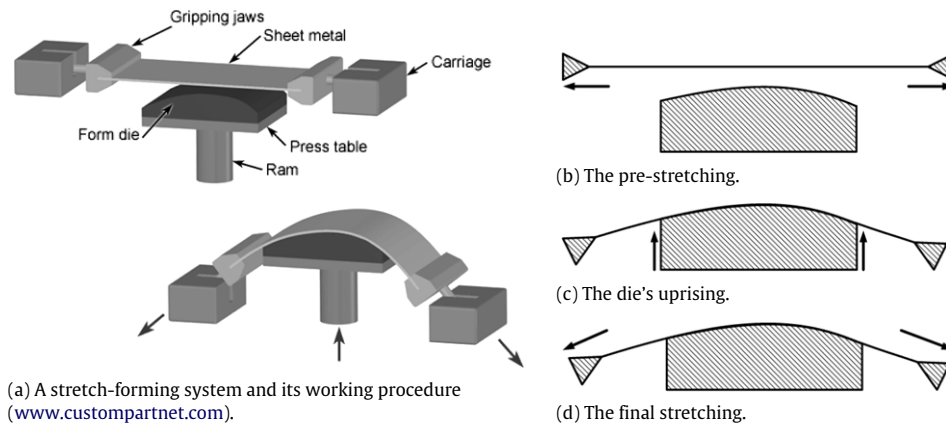 Gripping jaws
Sheet metal
Carriage
Form die
Press table
Ram
(a) A stretch-forming system and its working procedure
(www.custompartnet.com).
(b) The pre-stretching.
(c) The die's uprising.
(d) The final stretching.